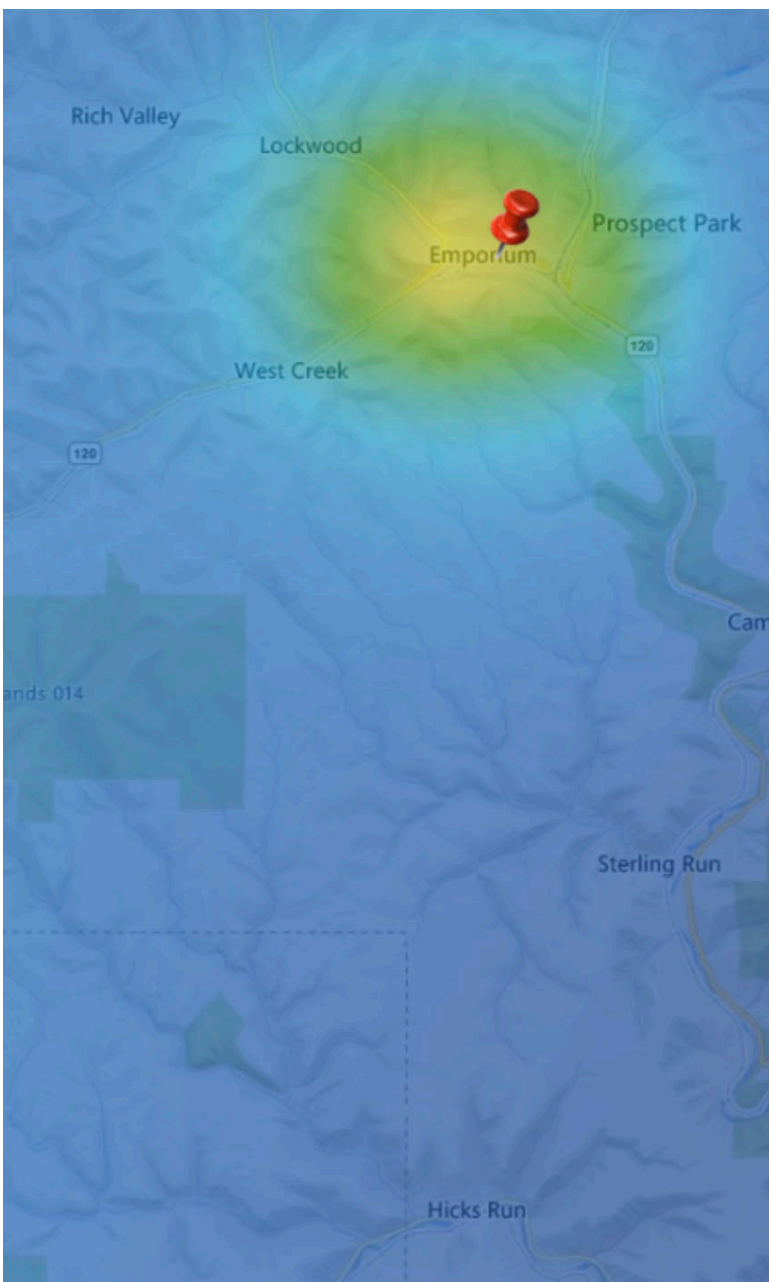 Rich Valley
Lockwood
Prospect Park
Emporium
120
West Creek
120
Cam
ands 014
Sterling Run
Hicks Run